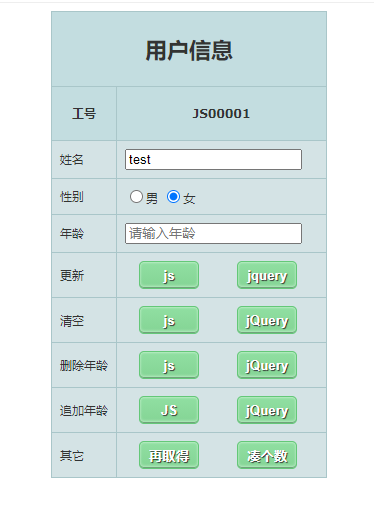 用户信息
工号 JS00001
姓名 test
性别 男 女
年龄 请输入年龄
更新 js jquery
清空 js jQuery
删除年龄 js jQuery
追加年龄 JS jQuery
其它 再取得 凑个数